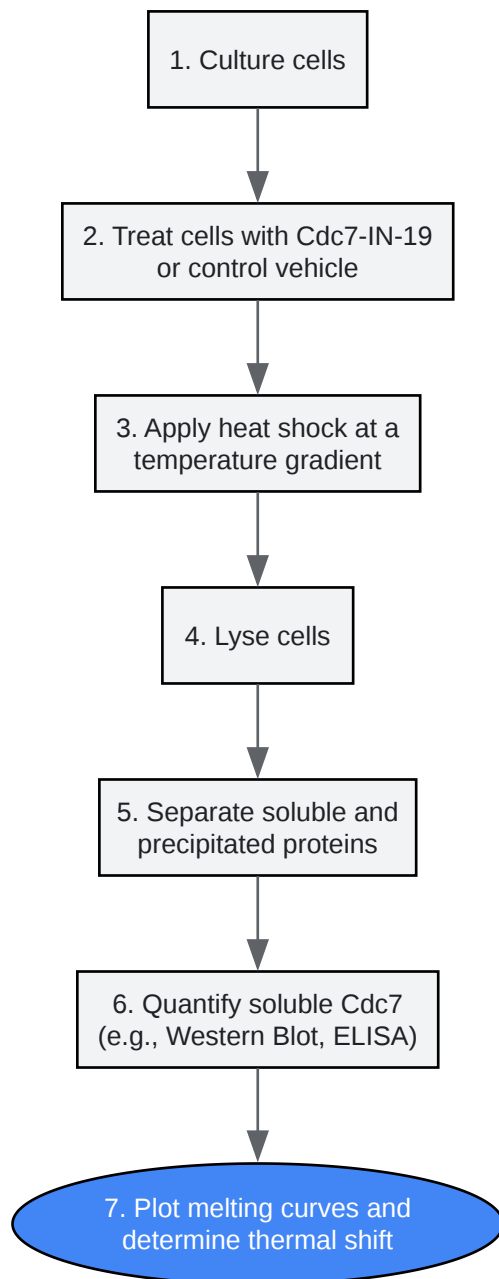 1. Culture cells
2. Treat cells with Cdc7-IN-19
or control vehicle
3. Apply heat shock at a
temperature gradient
4. Lyse cells
5. Separate soluble and
precipitated proteins
6. Quantify soluble Cdc7
(e.g., Western Blot, ELISA)
7. Plot melting curves and
determine thermal shift